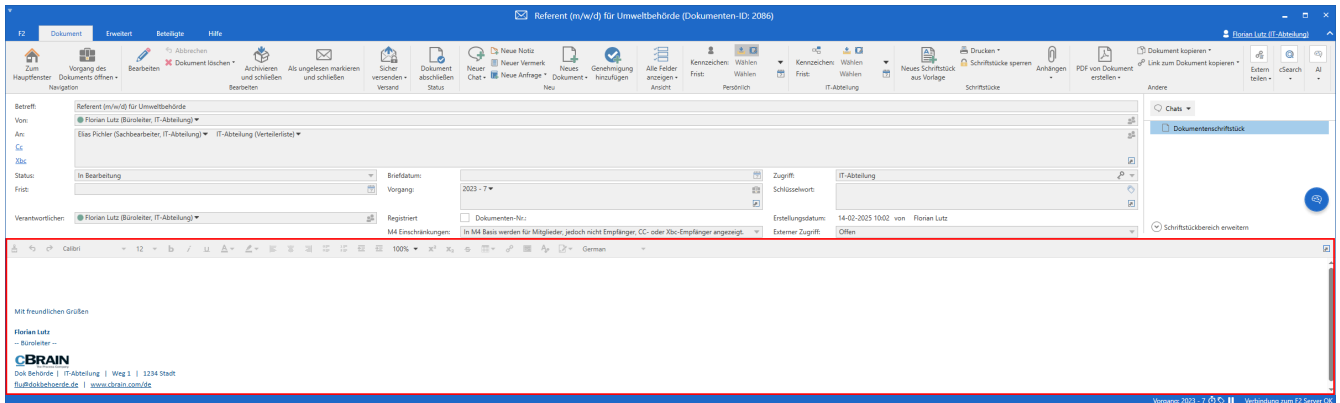 Referent (m/w/d) für Umweltbehörde (Dokumenten-ID: 2086)
F2 Dokument Erweitert Beteiligte Hilfe
Florian Lutz (IT-Abteilung)
Zum Hauptfenster
Vorgang des Dokuments öffnen
Navigation
Bearbeiten
Abbrechen
Dokument löschen
Archivieren und schließen
Als ungelesen markieren und schließen
Bearbeiten
Sicher versenden
Versand
Dokument abschließen
Status
Neuer Chat
Neue Notiz
Neuer Vermerk
Neue Anfrage
Neues Dokument
Genehmigung hinzufügen
Neu
Alle Felder anzeigen
Ansicht
Kennzeichen: Wählen
Frist: Wählen
Persönlich
Kennzeichen: Wählen
Frist: Wählen
IT-Abteilung
Neues Schriftstück aus Vorlage
Drucken
Schriftstücke sperren
Anhängen
Schriftstücke
PDF von Dokument erstellen
Dokument kopieren
Link zum Dokument kopieren
Andere
Extern teilen
cSearch
AI
Betreff: Referent (m/w/d) für Umweltbehörde
Von: Florian Lutz (Büroleiter, IT-Abteilung)
An: Elias Pichler (Sachbearbeiter, IT-Abteilung) IT-Abteilung (Verteilerliste)
Cc
Xbc
Status: In Bearbeitung Briefdatum: Zugriff: IT-Abteilung
Frist: Vorgang: 2023 - 7 Schlüsselwort:
Verantwortlicher: Florian Lutz (Büroleiter, IT-Abteilung) Registriert Dokumenten-Nr.: Erstellungsdatum: 14-02-2025 10:02 von Florian Lutz
M4 Einschränkungen: In M4 Basis werden für Mitglieder, jedoch nicht Empfänger, CC- oder Xbc-Empfänger angezeigt. Externer Zugriff: Offen
Chats
Dokumentenschriftstück
Schriftstückbereich erweitern
Calibri 12 b i u 100% German
Mit freundlichen Grüßen
Florian Lutz
-- Büroleiter --
CBRAIN
Dok Behörde | IT-Abteilung | Weg 1 | 1234 Stadt
flu@dokbehoerde.de | www.cbrain.com/de
Vorgang: 2023 - 7 Verbindung zum F2 Server OK